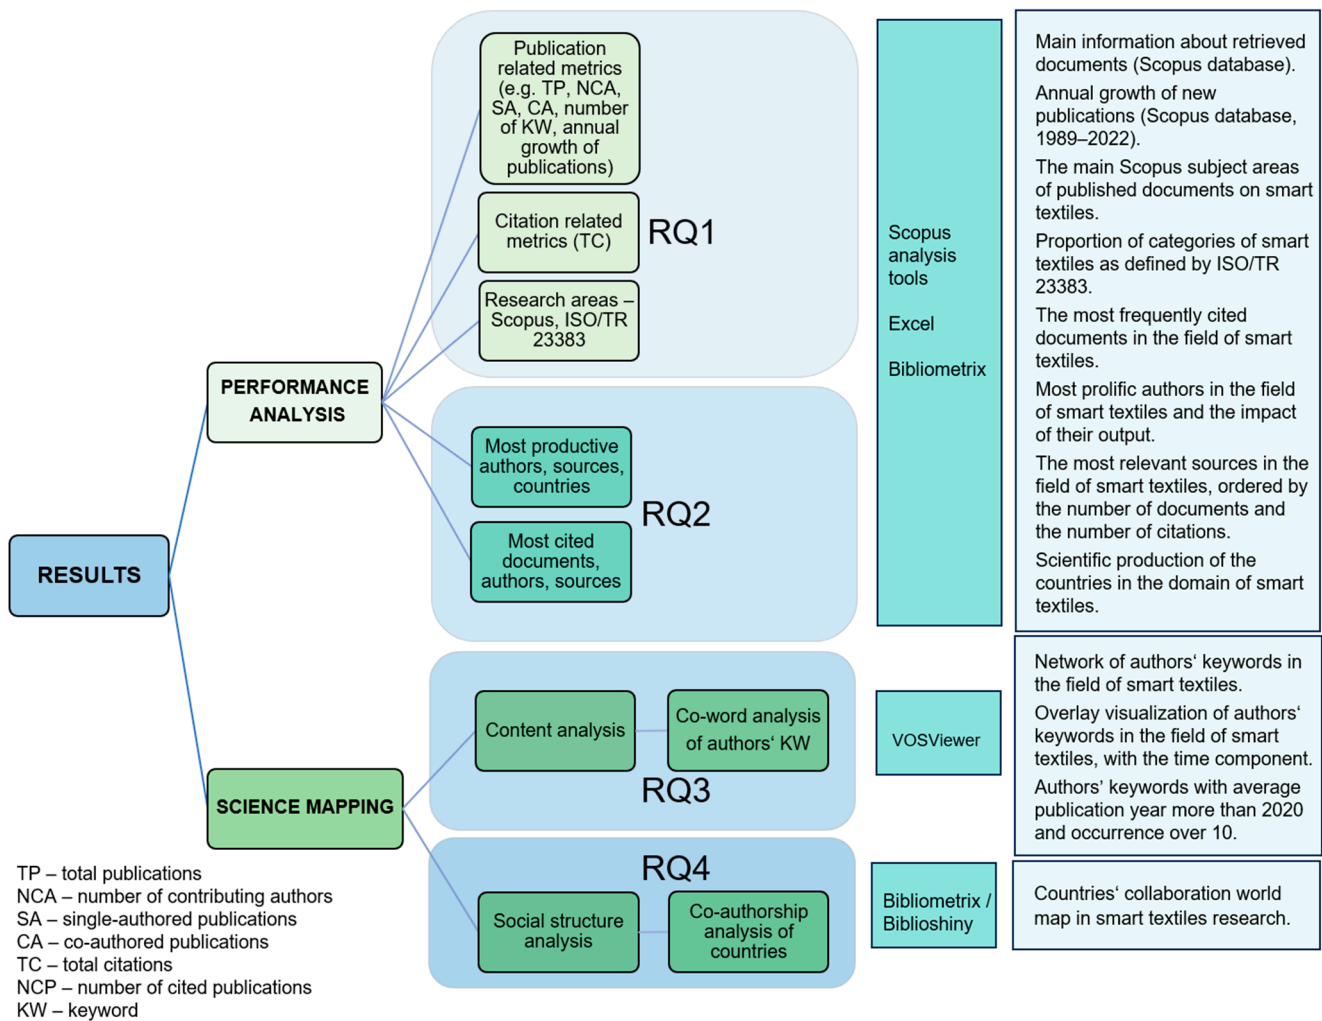 RESULTS
PERFORMANCE
ANALYSIS
SCIENCE MAPPING
Publication
related metrics
(e.g. TP, NCA,
SA, CA, number
of KW, annual
growth of
publications)
Citation related
metrics (TC)
Research areas –
Scopus, ISO/TR
23383
RQ1
Most productive
authors, sources,
countries
Most cited
documents,
authors, sources
RQ2
Content analysis
Co-word analysis
of authors‘ KW
RQ3
RQ4
Social structure
analysis
Co-authorship
analysis of
countries
Scopus
analysis
tools
Excel
Bibliometrix
VOSViewer
Bibliometrix /
Biblioshiny
Main information about retrieved
documents (Scopus database).
Annual growth of new
publications (Scopus database,
1989–2022).
The main Scopus subject areas
of published documents on smart
textiles.
Proportion of categories of smart
textiles as defined by ISO/TR
23383.
The most frequently cited
documents in the field of smart
textiles.
Most prolific authors in the field
of smart textiles and the impact
of their output.
The most relevant sources in the
field of smart textiles, ordered by
the number of documents and
the number of citations.
Scientific production of the
countries in the domain of smart
textiles.
Network of authors‘ keywords in
the field of smart textiles.
Overlay visualization of authors‘
keywords in the field of smart
textiles, with the time component.
Authors’ keywords with average
publication year more than 2020
and occurrence over 10.
Countries‘ collaboration world
map in smart textiles research.
TP – total publications
NCA – number of contributing authors
SA – single-authored publications
CA – co-authored publications
TC – total citations
NCP – number of cited publications
KW – keyword